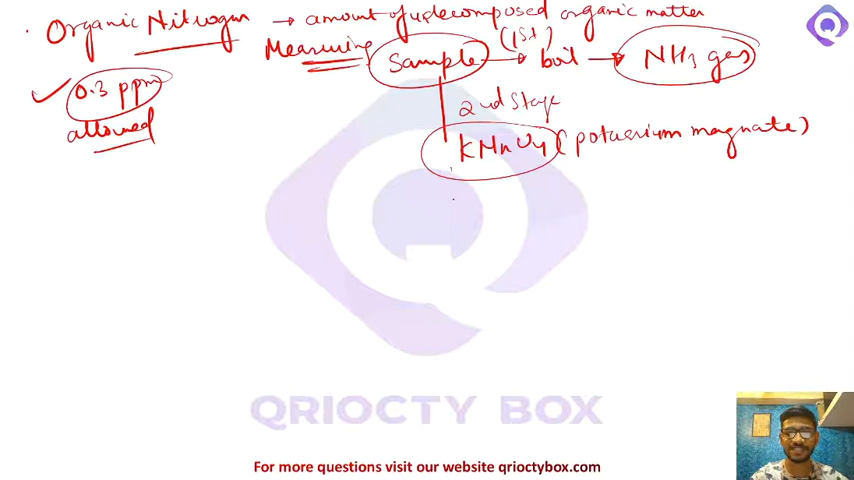 Organic Nitrogen → amount of undecomposed organic matter
Measuring Sample (1st) → boil → NH3 gas
✓ 0.3 ppm
allowed
2nd Stage
KMnO4 (potassium magnate)
QRIOCTY BOX
For more questions visit our website qrioctybox.com